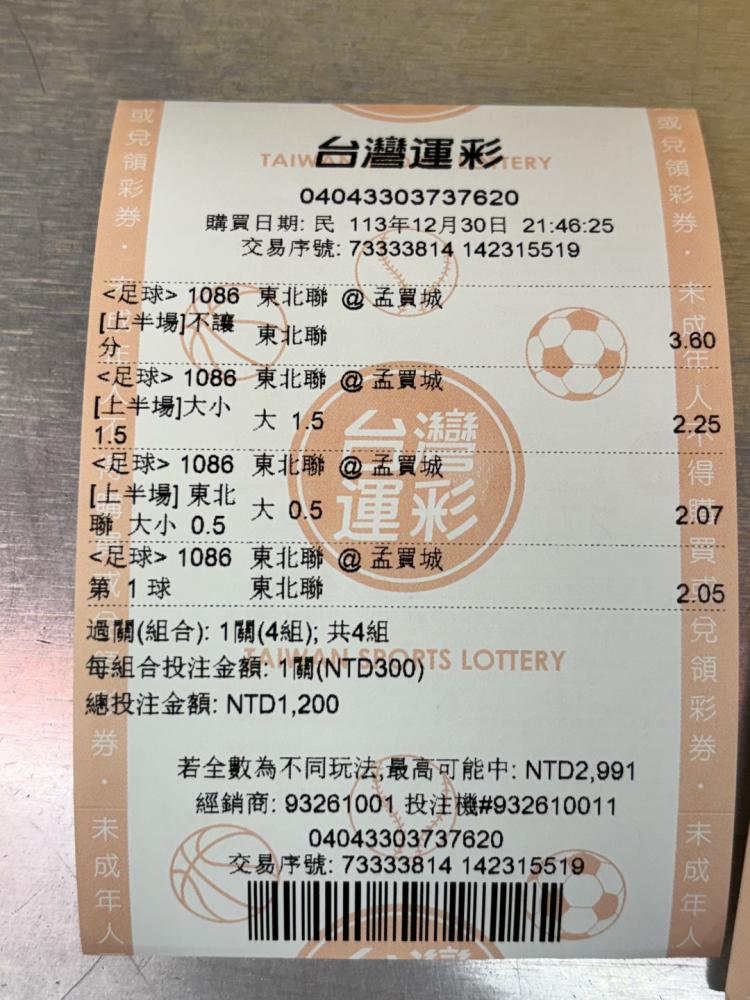 台灣運彩
TAIWAN SPORTS LOTTERY
04043303737620
購買日期: 民 113年12月30日 21:46:25
交易序號: 73333814 142315519
<足球> 1086 東北聯 @ 孟買城
[上半場]不讓分 東北聯 3.60
<足球> 1086 東北聯 @ 孟買城
[上半場]大小 1.5 大 1.5 2.25
<足球> 1086 東北聯 @ 孟買城
[上半場] 東北聯 大小 0.5 大 0.5 2.07
<足球> 1086 東北聯 @ 孟買城
第 1 球 東北聯 2.05
台灣運彩
過關(組合): 1關(4組); 共4組
TAIWAN SPORTS LOTTERY
每組合投注金額: 1關(NTD300)
總投注金額: NTD1,200
若全數為不同玩法,最高可能中: NTD2,991
經銷商: 93261001 投注機#932610011
04043303737620
交易序號: 73333814 142315519
或兌領彩券・未成年人不得購買或兌領彩券・未成年人